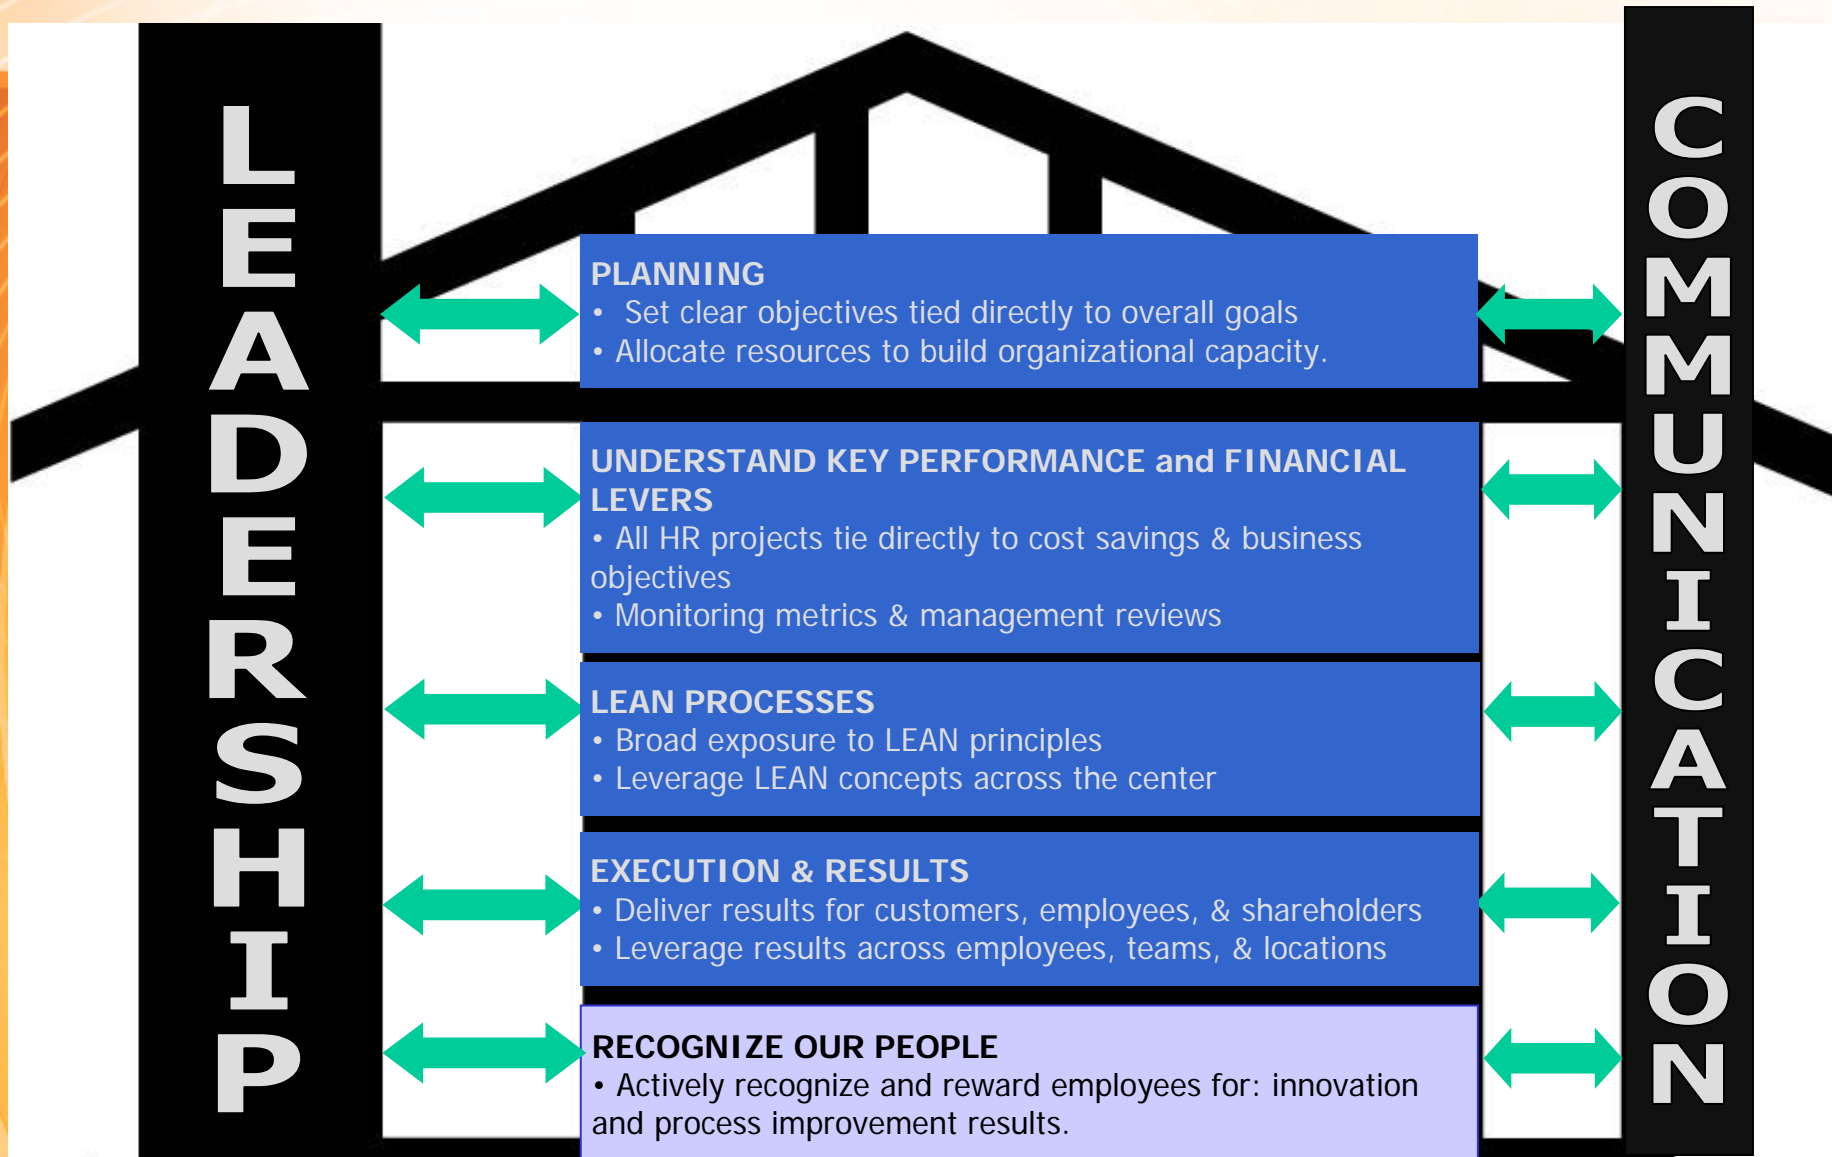 LEADERSHIP
PLANNING
• Set clear objectives tied directly to overall goals
• Allocate resources to build organizational capacity.
UNDERSTAND KEY PERFORMANCE and FINANCIAL
LEVERS
• All HR projects tie directly to cost savings & business
objectives
• Monitoring metrics & management reviews
LEAN PROCESSES
• Broad exposure to LEAN principles
• Leverage LEAN concepts across the center
EXECUTION & RESULTS
• Deliver results for customers, employees, & shareholders
• Leverage results across employees, teams, & locations
RECOGNIZE OUR PEOPLE
• Actively recognize and reward employees for: innovation
and process improvement results.
COMMUNICATION